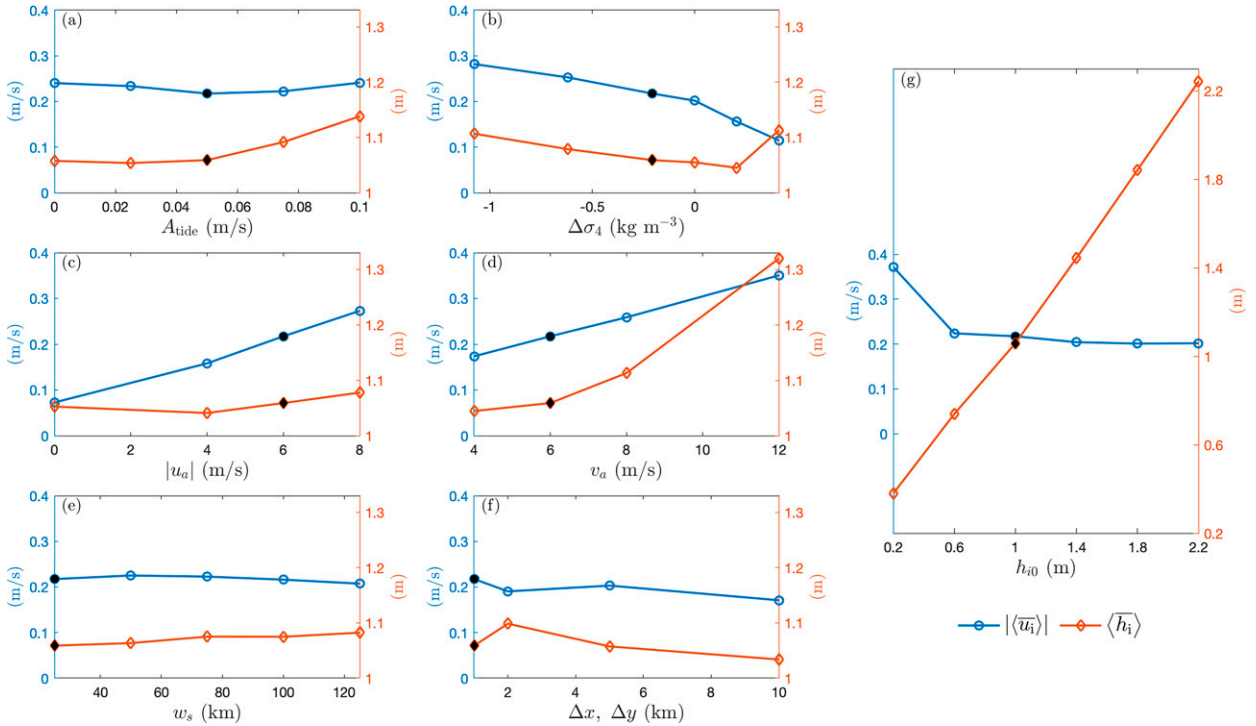 (a)
0.4
0.3
0.2
0.1
0
(m/s)
1.3
1.2
1.1
1
(m)
0 0.02 0.04 0.06 0.08 0.1
A_tide (m/s)
(b)
0.4
0.3
0.2
0.1
0
(m/s)
1.3
1.2
1.1
1
(m)
-1 -0.5 0
Δσ₄ (kg m⁻³)
(c)
0.4
0.3
0.2
0.1
0
(m/s)
1.3
1.2
1.1
1
(m)
0 2 4 6 8
|u_a| (m/s)
(d)
0.4
0.3
0.2
0.1
0
(m/s)
1.3
1.2
1.1
1
(m)
4 6 8 10 12
v_a (m/s)
(e)
0.4
0.3
0.2
0.1
0
(m/s)
1.3
1.2
1.1
1
(m)
40 60 80 100 120
w_s (km)
(f)
0.4
0.3
0.2
0.1
0
(m/s)
1.3
1.2
1.1
1
(m)
2 4 6 8 10
Δx, Δy (km)
(g)
0.4
0.3
0.2
0.1
0
(m/s)
2.2
1.8
1.4
1
0.6
0.2
(m)
0.2 0.6 1 1.4 1.8 2.2
h_i0 (m)
|⟨u̅_i⟩| ⟨h̅_i⟩